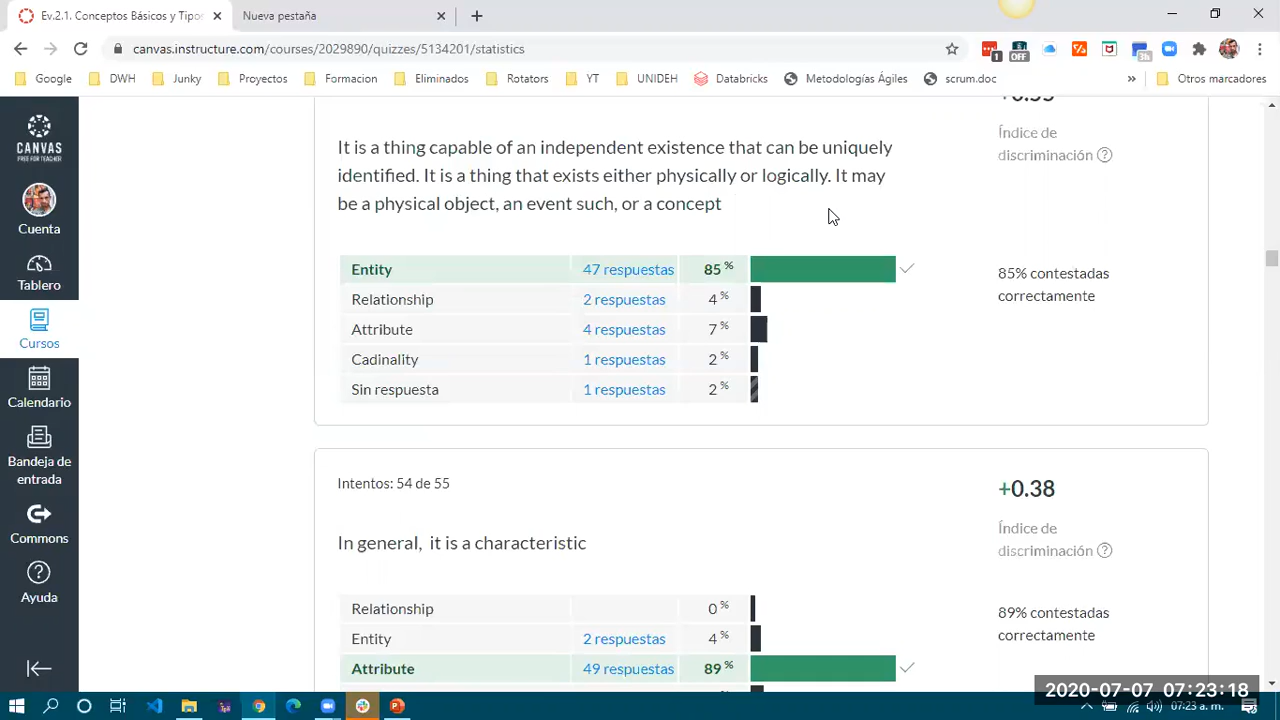 Ev.2.1. Conceptos Básicos y Tipos
Nueva pestaña
canvas.instructure.com/courses/2029890/quizzes/5134201/statistics
1
OFF
3h
Google
DWH
Junky
Proyectos
Formacion
Eliminados
Rotators
YT
UNIDEH
Databricks
Metodologías Ágiles
scrum.doc
»
Otros marcadores
CANVAS
FREE FOR TEACHER
Cuenta
Tablero
Cursos
Calendario
Bandeja de
entrada
Commons
Ayuda
Índice de
discriminación ?
It is a thing capable of an independent existence that can be uniquely
identified. It is a thing that exists either physically or logically. It may
be a physical object, an event such, or a concept
Entity 47 respuestas 85 %
Relationship 2 respuestas 4 %
Attribute 4 respuestas 7 %
Cadinality 1 respuestas 2 %
Sin respuesta 1 respuestas 2 %
85% contestadas
correctamente
Intentos: 54 de 55
+0.38
Índice de
discriminación ?
In general, it is a characteristic
Relationship 0 %
Entity 2 respuestas 4 %
Attribute 49 respuestas 89 %
89% contestadas
correctamente
2020-07-07 07:23:18
07:23 a. m.